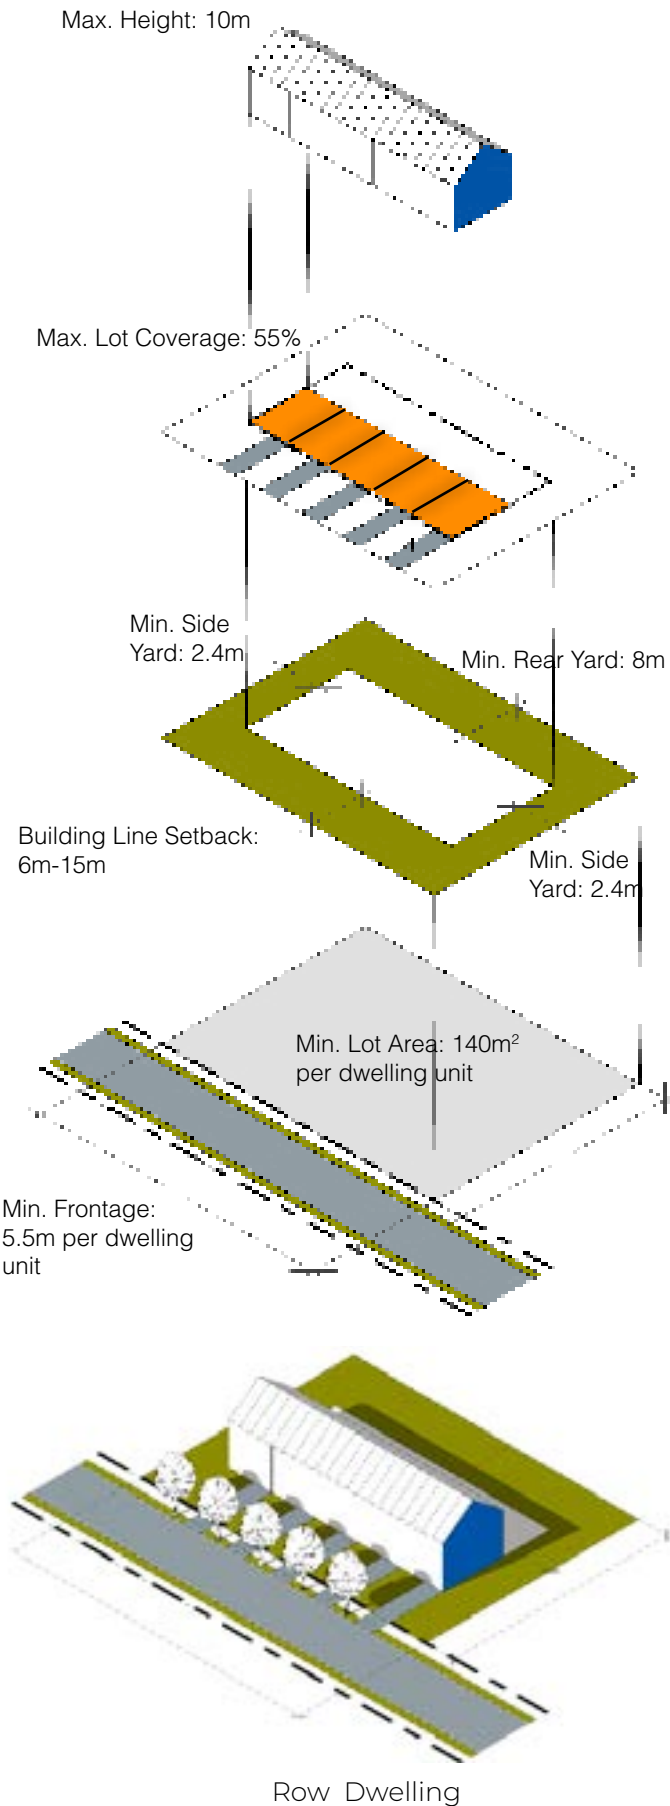 Max. Height: 10m
Max. Lot Coverage: 55%
Min. Side
Yard: 2.4m
Min. Rear Yard: 8m
Building Line Setback:
6m-15m
Min. Side
Yard: 2.4m
Min. Lot Area: 140m²
per dwelling unit
Min. Frontage:
5.5m per dwelling
unit
Row Dwelling